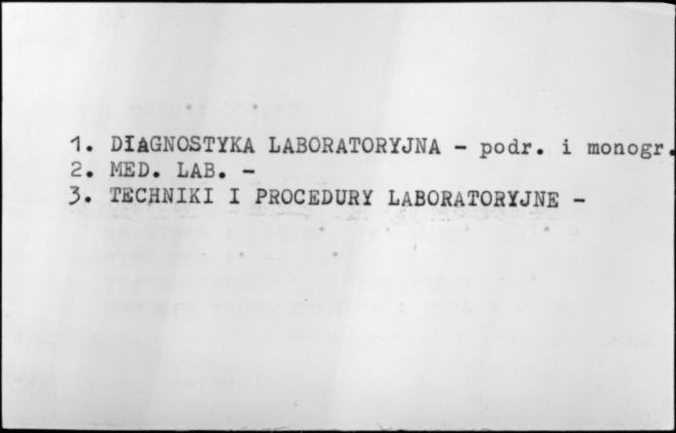 1. DIAGNOSTYKA LABORATORYJNA - podr. i monogr.
2. MED. LAB. -
3. TECHNIKI I PROCEDURY LABORATORYJNE -